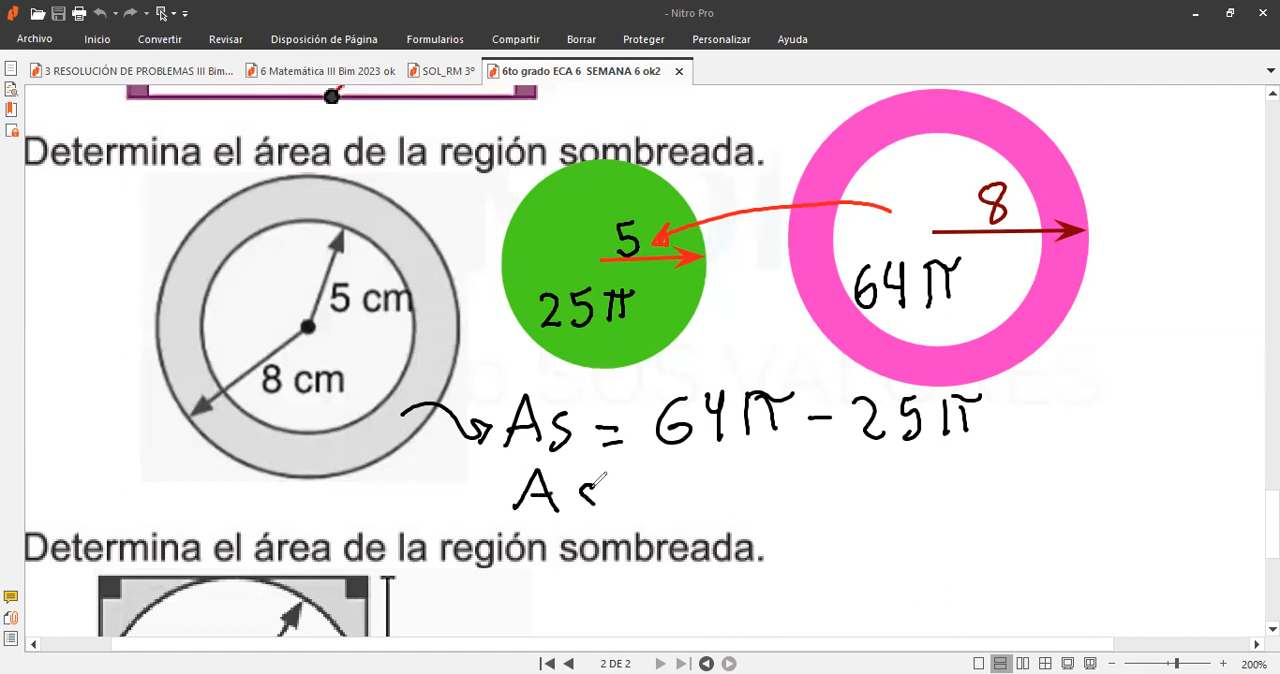 - Nitro Pro
Archivo Inicio Convertir Revisar Disposición de Página Formularios Compartir Borrar Proteger Personalizar Ayuda
3 RESOLUCIÓN DE PROBLEMAS III Bim... 6 Matemática III Bim 2023 ok SOL_RM 3º 6to grado ECA 6 SEMANA 6 ok2
Determina el área de la región sombreada.
5 cm
8 cm
5
25π
8
64π
As = 64π - 25π
A
Determina el área de la región sombreada.
2 DE 2
200%